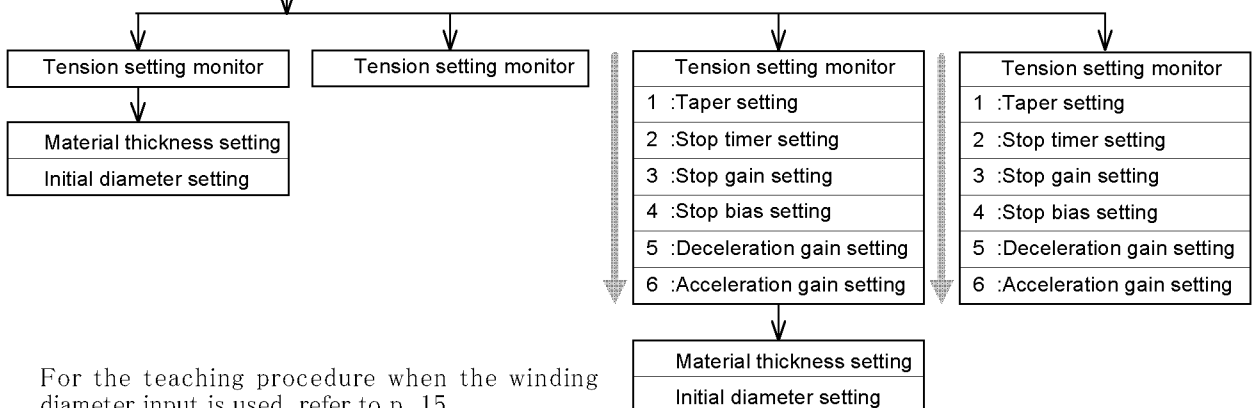 Tension setting monitor
Material thickness setting
Initial diameter setting
Tension setting monitor
Tension setting monitor
1 :Taper setting
2 :Stop timer setting
3 :Stop gain setting
4 :Stop bias setting
5 :Deceleration gain setting
6 :Acceleration gain setting
Material thickness setting
Initial diameter setting
Tension setting monitor
1 :Taper setting
2 :Stop timer setting
3 :Stop gain setting
4 :Stop bias setting
5 :Deceleration gain setting
6 :Acceleration gain setting
For the teaching procedure when the winding
diameter input is used, refer to p. 15